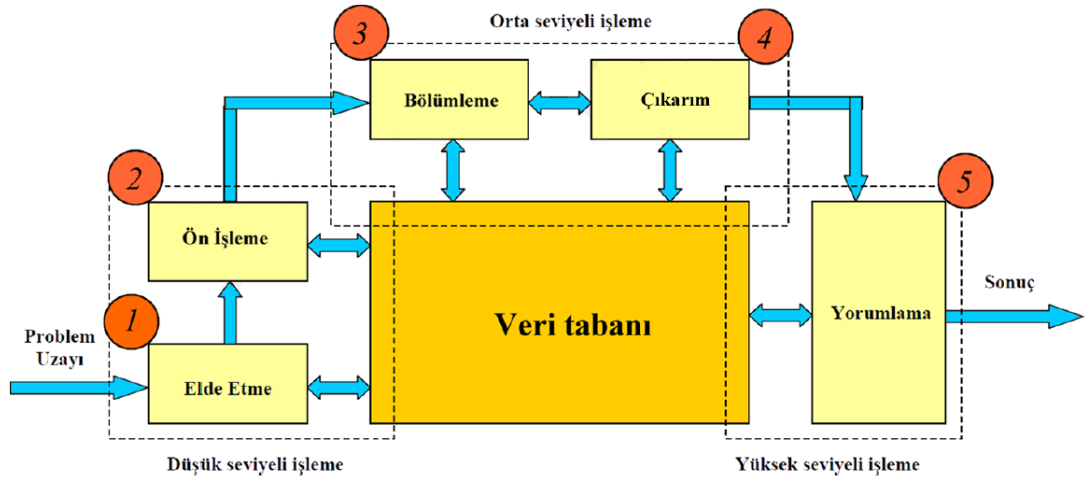 Orta seviyeli işleme
3
4
Bölümleme
Çıkarım
2
5
Ön İşleme
1
Problem
Uzayı
Elde Etme
Veri tabanı
Yorumlama
Sonuç
Düşük seviyeli işleme
Yüksek seviyeli işleme